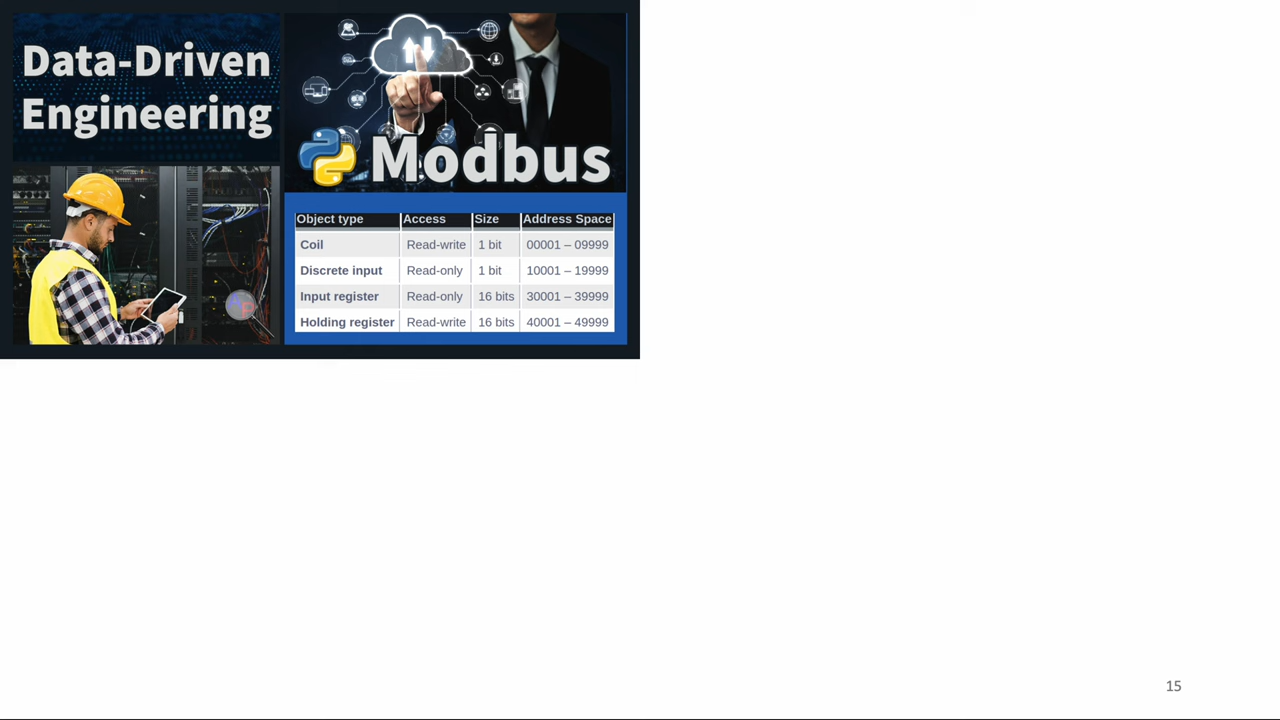 Data-Driven
Engineering
Modbus
Object type Access Size Address Space
Coil Read-write 1 bit 00001 – 09999
Discrete input Read-only 1 bit 10001 – 19999
Input register Read-only 16 bits 30001 – 39999
Holding register Read-write 16 bits 40001 – 49999
AP
15